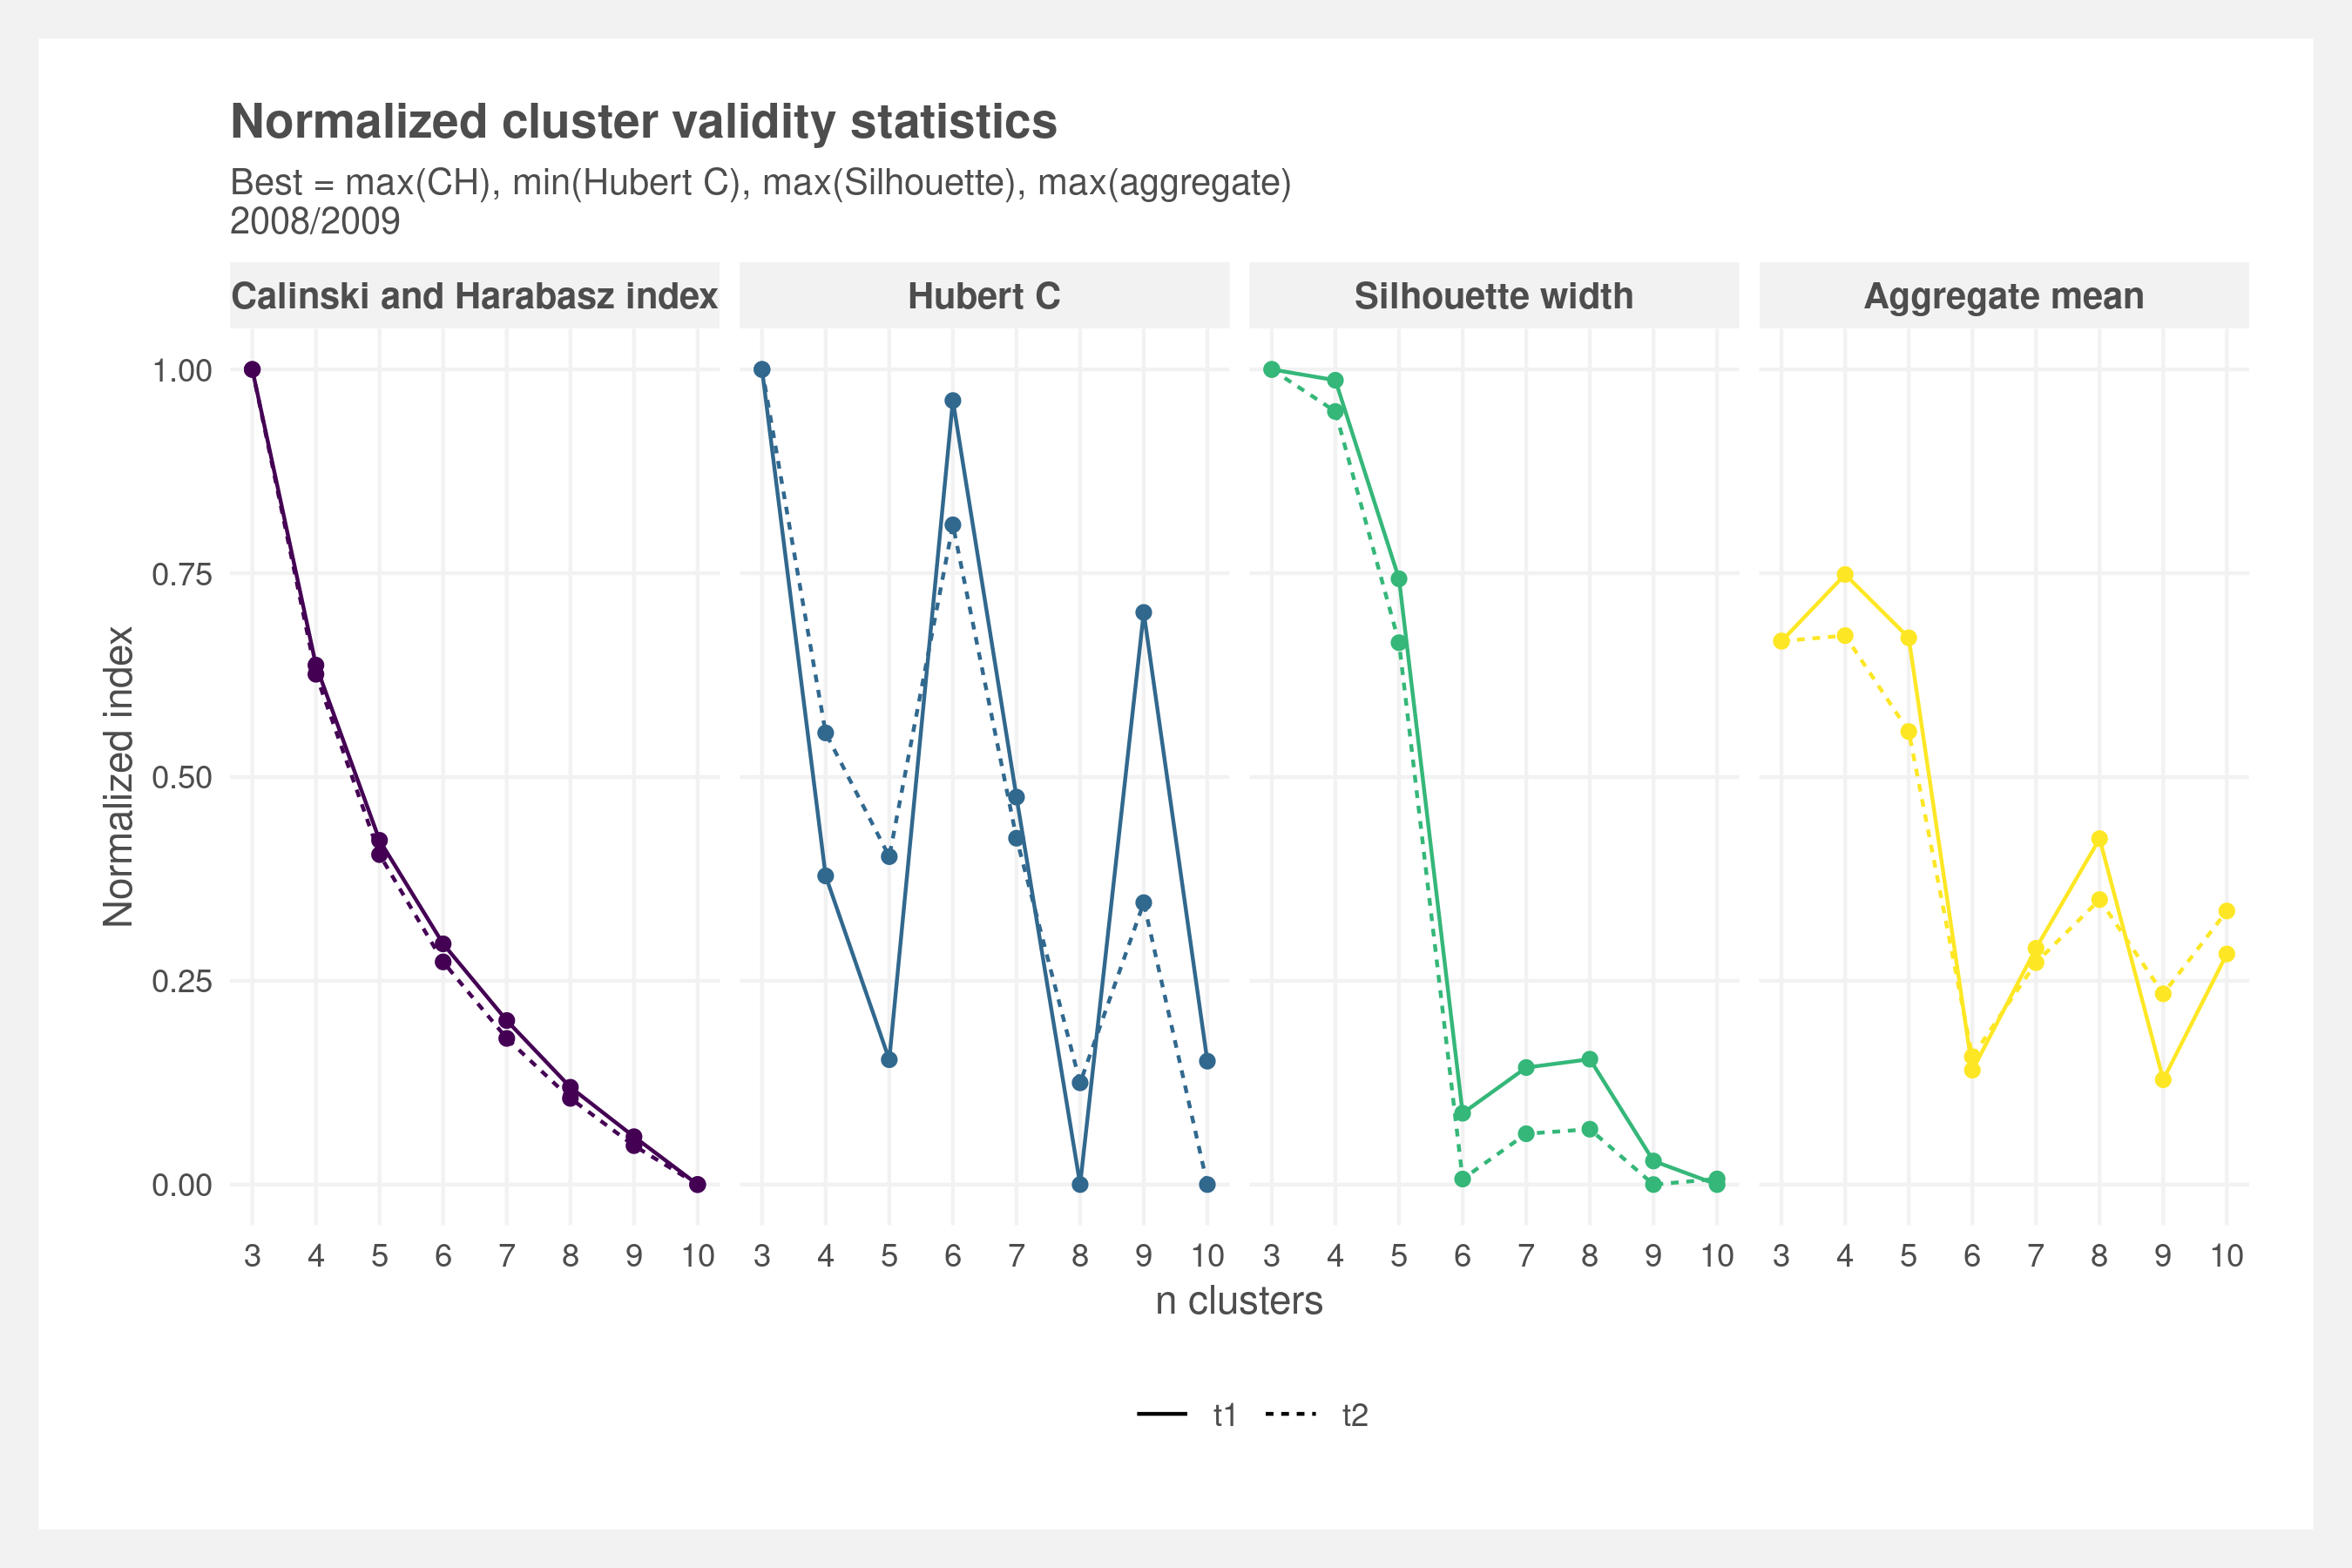 Normalized cluster validity statistics
Best = max(CH), min(Hubert C), max(Silhouette), max(aggregate)
2008/2009
Calinski and Harabasz index
Hubert C
Silhouette width
Aggregate mean
Normalized index
1.00
0.75
0.50
0.25
0.00
3 4 5 6 7 8 9 10
3 4 5 6 7 8 9 10
3 4 5 6 7 8 9 10
3 4 5 6 7 8 9 10
n clusters
t1 t2